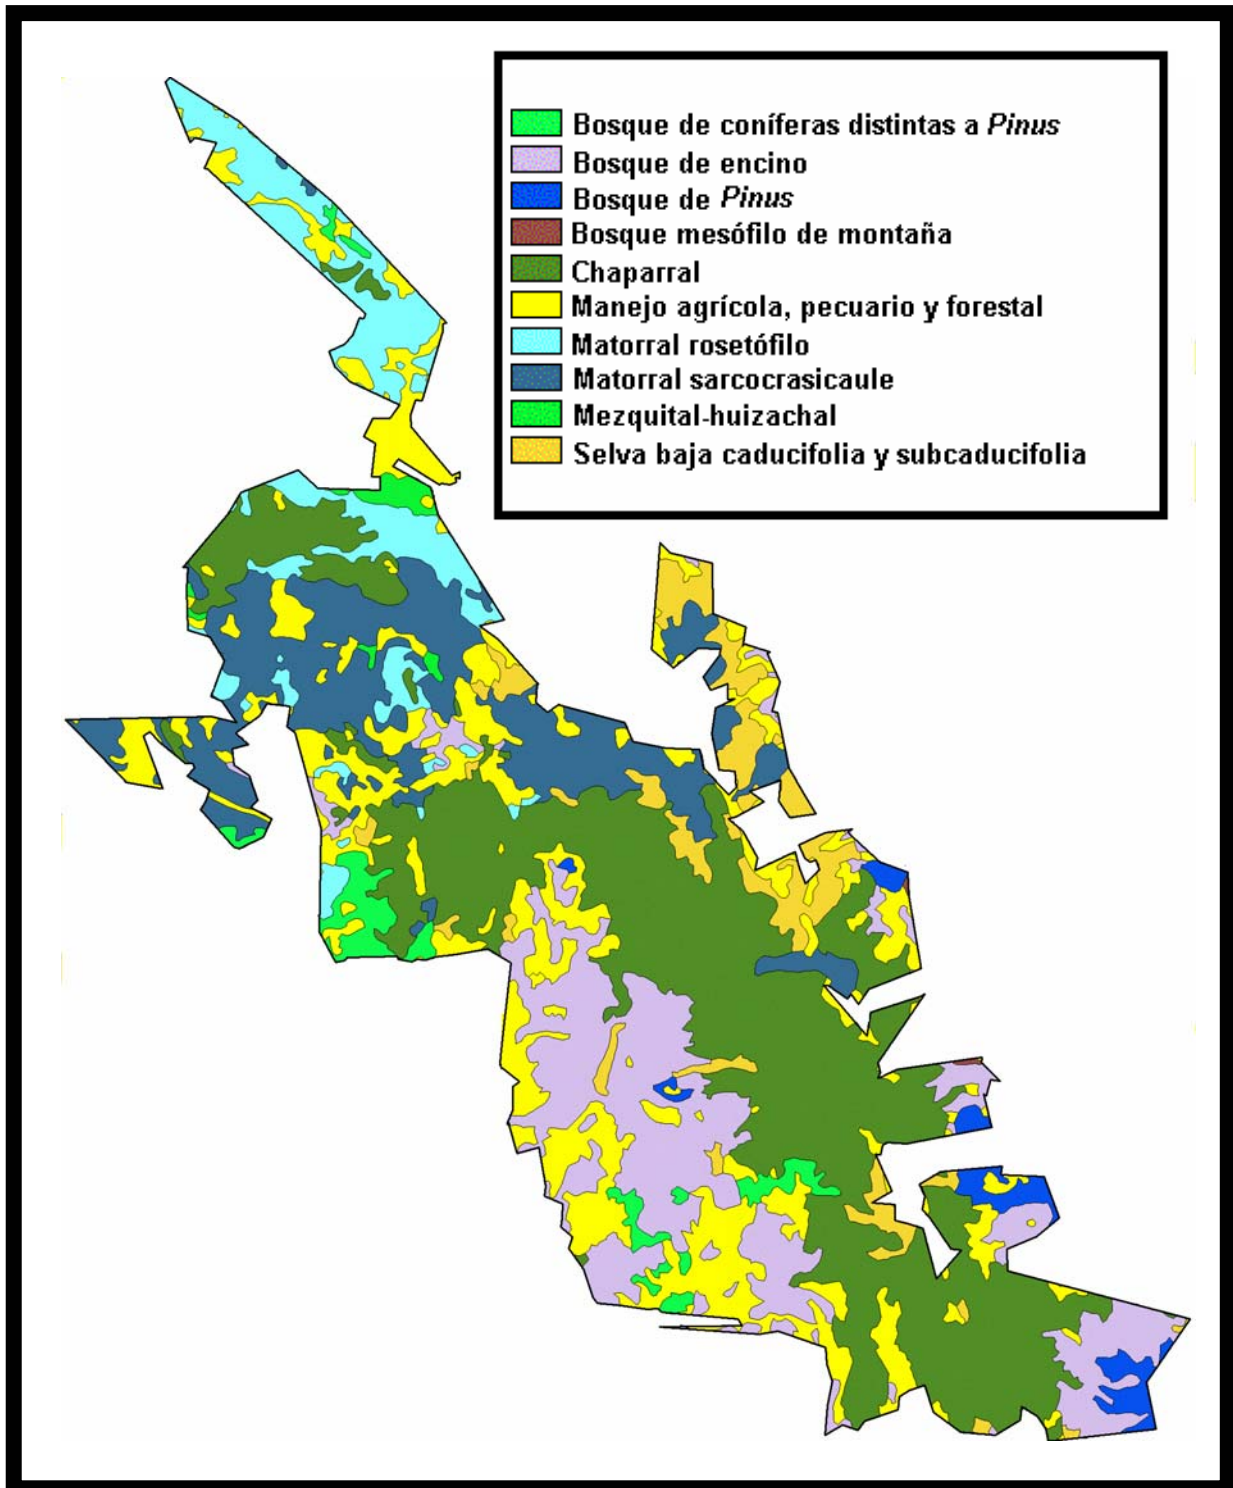 Bosque de coníferas distintas a Pinus
Bosque de encino
Bosque de Pinus
Bosque mesófilo de montaña
Chaparral
Manejo agrícola, pecuario y forestal
Matorral rosetófilo
Matorral sarcocrasicaule
Mezquital-huizachal
Selva baja caducifolia y subcaducifolia